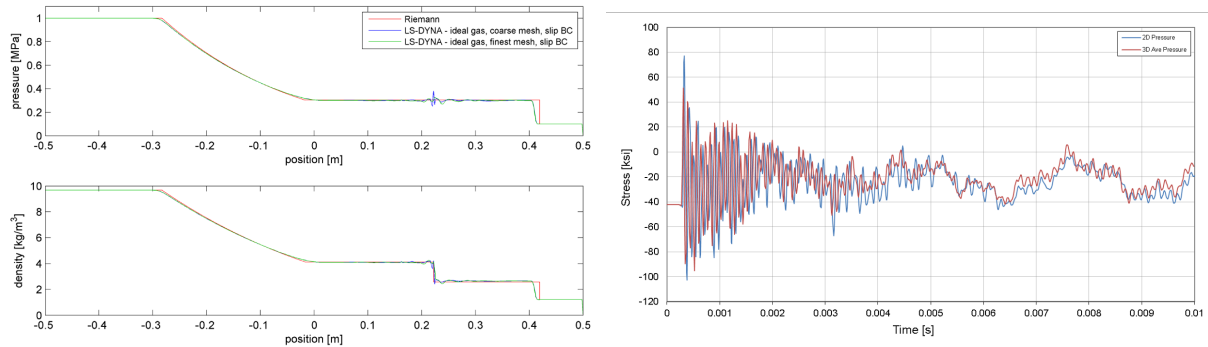 1
0.8
0.6
0.4
0.2
0
pressure [MPa]
Riemann
LS-DYNA - ideal gas, coarse mesh, slip BC
LS-DYNA - ideal gas, finest mesh, slip BC
-0.5 -0.4 -0.3 -0.2 -0.1 0 0.1 0.2 0.3 0.4 0.5
position [m]
10
8
6
4
2
0
density [kg/m³]
-0.5 -0.4 -0.3 -0.2 -0.1 0 0.1 0.2 0.3 0.4 0.5
position [m]
100
80
60
40
20
0
-20
-40
-60
-80
-100
-120
Stress [ksi]
2D Pressure
3D Ave Pressure
0 0.001 0.002 0.003 0.004 0.005 0.006 0.007 0.008 0.009 0.01
Time [s]